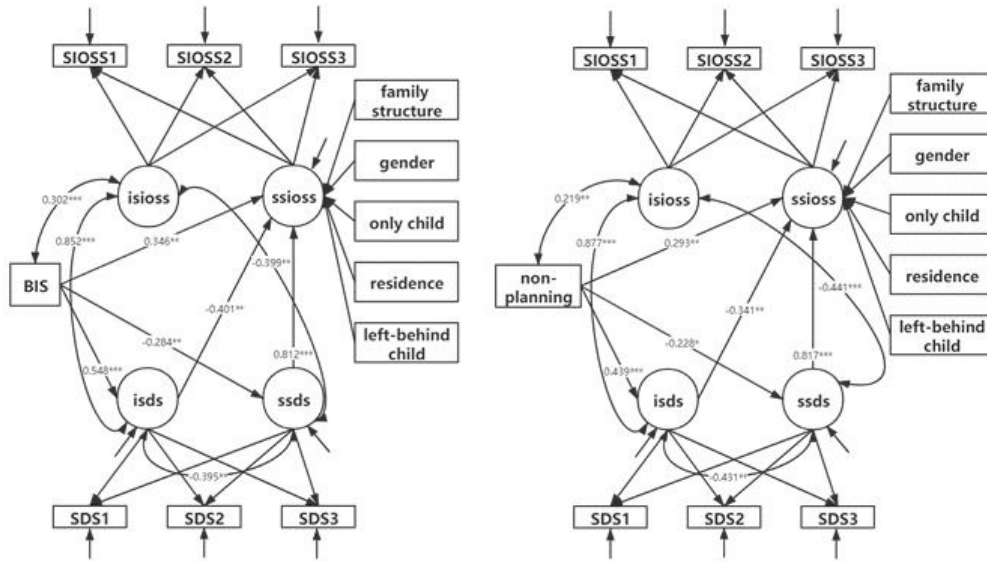 SIOSS1
SIOSS2
SIOSS3
family
structure
gender
only child
residence
left-behind
child
isioss
ssioss
0.302***
0.852***
0.346**
-0.399**
BIS
-0.401**
-0.284**
0.812***
0.548***
isds
ssds
-0.395**
SDS1
SDS2
SDS3
SIOSS1
SIOSS2
SIOSS3
family
structure
gender
only child
residence
left-behind
child
isioss
ssioss
0.219**
0.877***
0.293**
-0.441***
non-
planning
-0.341**
-0.228*
0.817***
0.439***
isds
ssds
-0.431**
SDS1
SDS2
SDS3